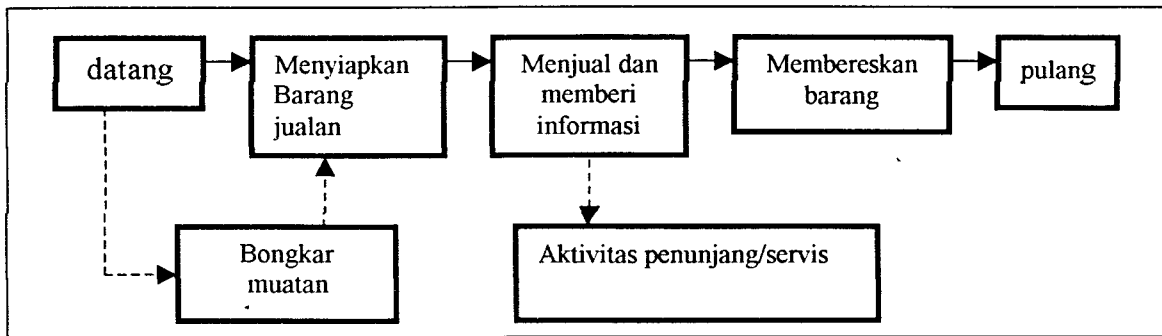 datang
Menyiapkan
Barang
jualan
Menjual dan
memberi
informasi
Membereskan
barang
pulang
Bongkar
muatan
Aktivitas penunjang/servis